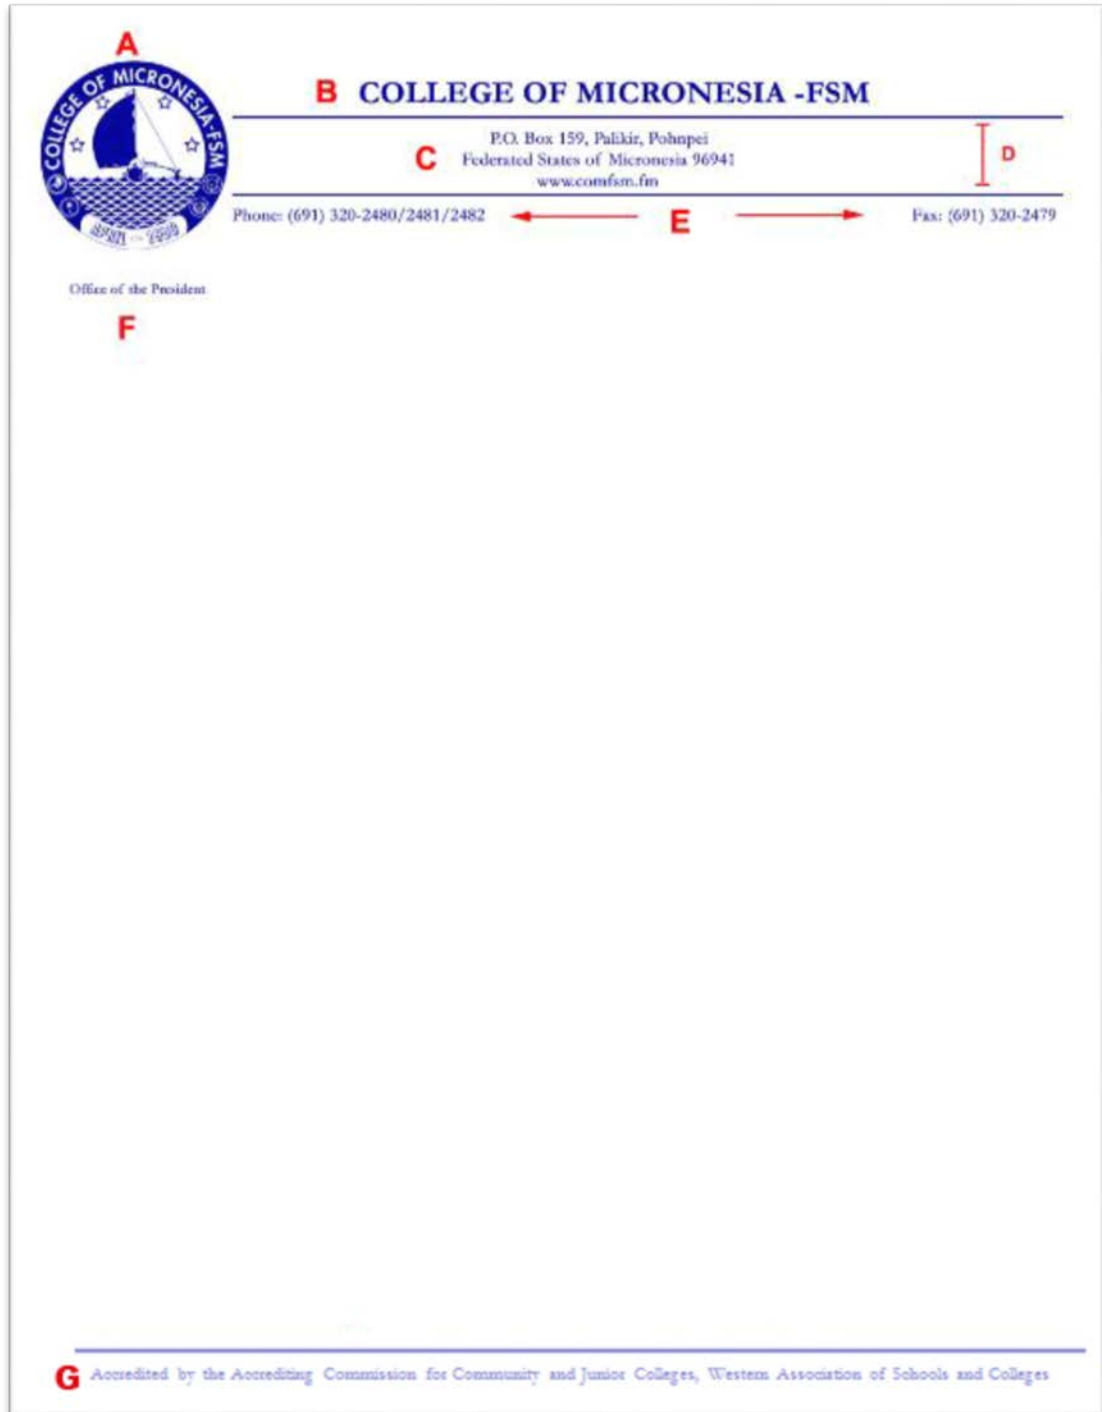 A
COLLEGE OF MICRONESIA-FSM
B COLLEGE OF MICRONESIA -FSM
P.O. Box 159, Palikir, Pohnpei
C Federated States of Micronesia 96941
D
www.comfsm.fm
Phone: (691) 320-2480/2481/2482
E
Fax: (691) 320-2479
Office of the President
F
G Accredited by the Accrediting Commission for Community and Junior Colleges, Western Association of Schools and Colleges